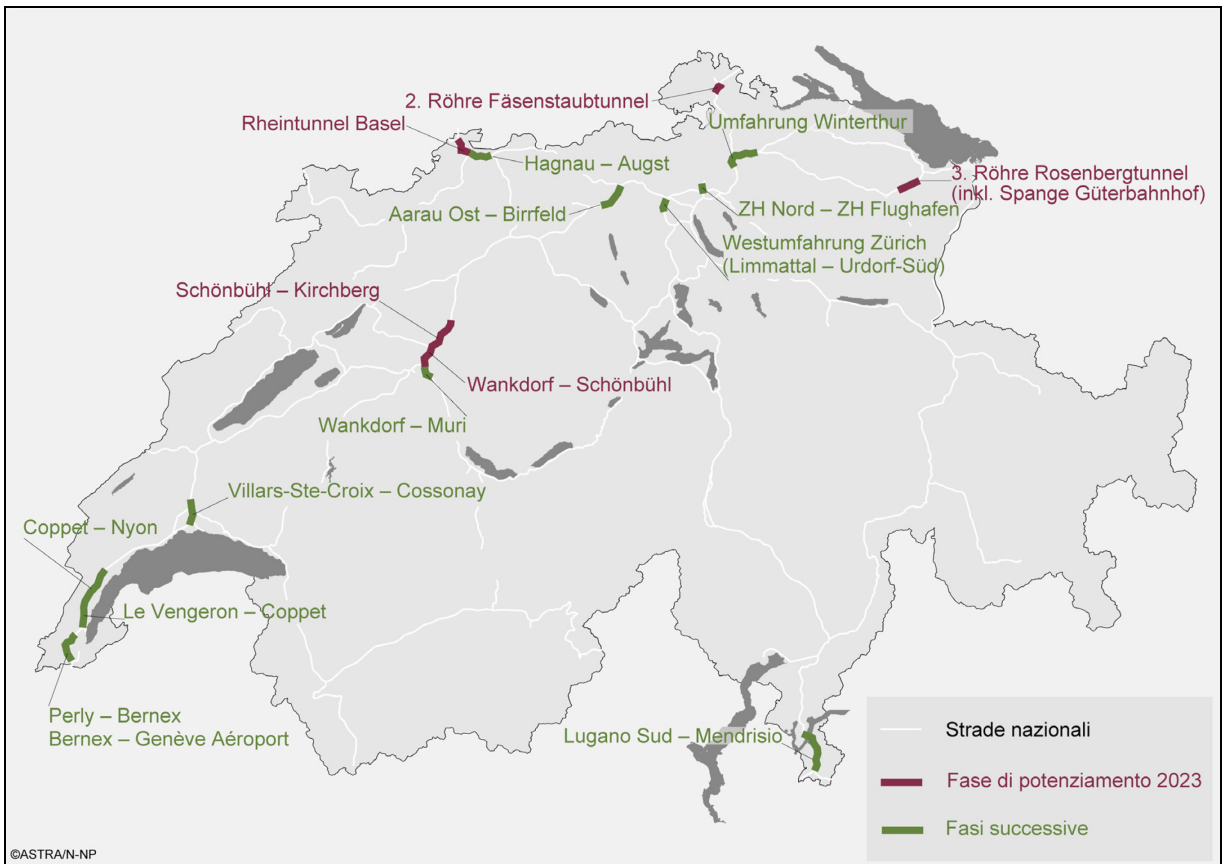 2. Röhre Fäsenstaubtunnel
Rheintunnel Basel
Umfahrung Winterthur
Hagnau – Augst
3. Röhre Rosenbergtunnel
(inkl. Spange Güterbahnhof)
Aarau Ost – Birrfeld
ZH Nord – ZH Flughafen
Westumfahrung Zürich
(Limmattal – Urdorf-Süd)
Schönbühl – Kirchberg
Wankdorf – Schönbühl
Wankdorf – Muri
Villars-Ste-Croix – Cossonay
Coppet – Nyon
Le Vengeron – Coppet
Perly – Bernex
Bernex – Genève Aéroport
Lugano Sud – Mendrisio
Strade nazionali
Fase di potenziamento 2023
Fasi successive
©ASTRA/N-NP